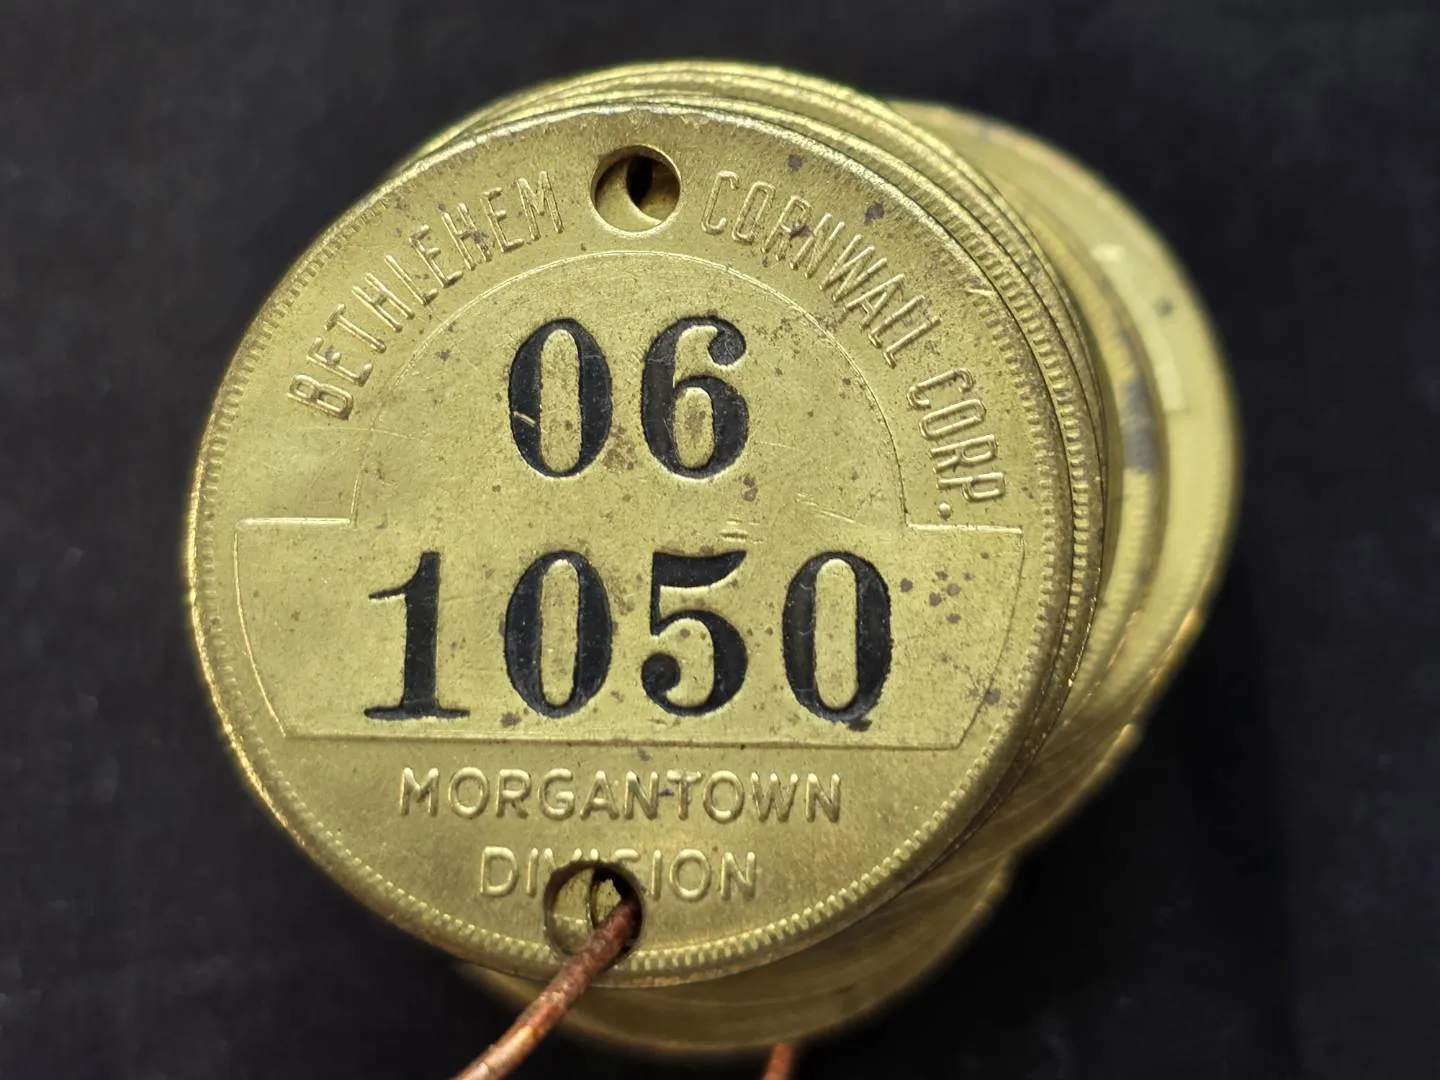 BETHLEHEM CORNWALL CORP.
06
1050
MORGANTOWN
DIVISION